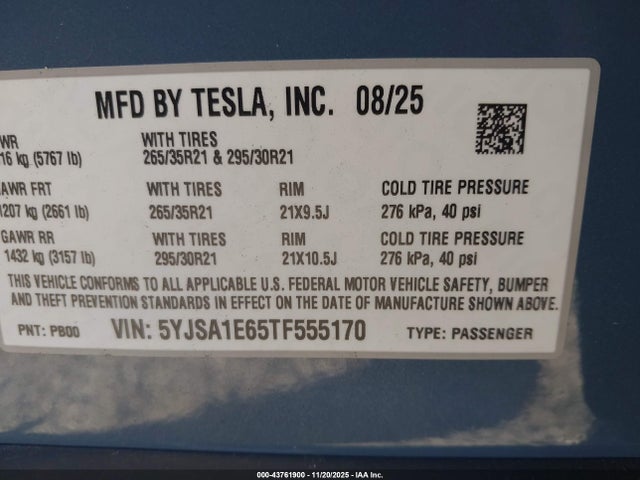 MFD BY TESLA, INC. 08/25
WR WITH TIRES
16 kg (5767 lb) 265/35R21 & 295/30R21
AWR FRT WITH TIRES RIM COLD TIRE PRESSURE
1207 kg (2661 lb) 265/35R21 21X9.5J 276 kPa, 40 psi
GAWR RR WITH TIRES RIM COLD TIRE PRESSURE
1432 kg (3157 lb) 295/30R21 21X10.5J 276 kPa, 40 psi
THIS VEHICLE CONFORMS TO ALL APPLICABLE U.S. FEDERAL MOTOR VEHICLE SAFETY, BUMPER
AND THEFT PREVENTION STANDARDS IN EFFECT ON THE DATE OF MANUFACTURE SHOWN ABOVE.
PNT: PB00 VIN: 5YJSA1E65TF555170 TYPE: PASSENGER
000-43761900 - 11/20/2025 - IAA Inc.